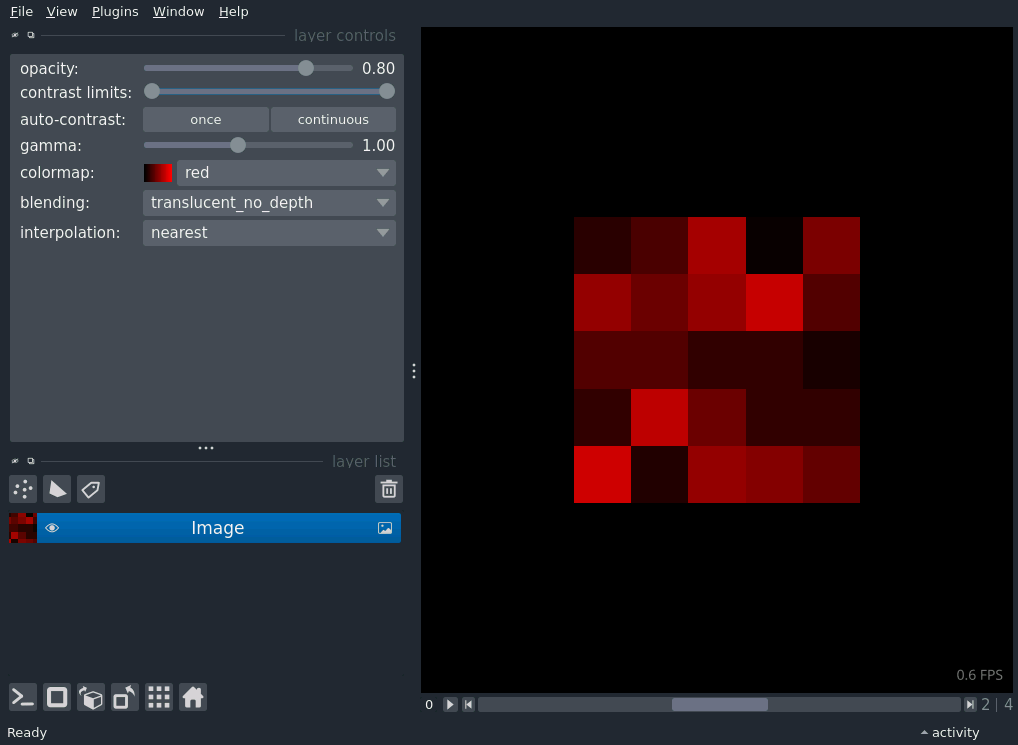 File View Plugins Window Help
layer controls
opacity: 0.80
contrast limits:
auto-contrast: once continuous
gamma: 1.00
colormap: red
blending: translucent_no_depth
interpolation: nearest
layer list
Image
0.6 FPS
0 2 | 4
Ready activity